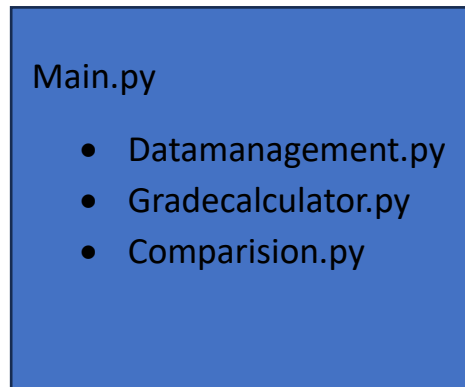 Main.py
• Datamanagement.py
• Gradecalculator.py
• Comparision.py